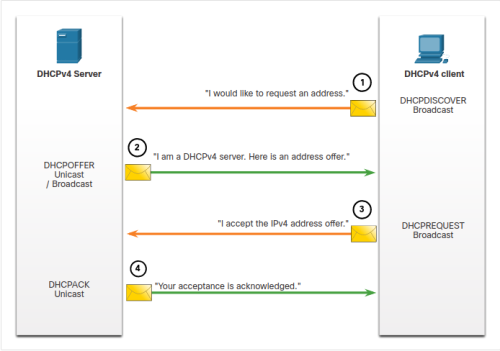 DHCPv4 Server
DHCPv4 client
1
"I would like to request an address."
DHCPDISCOVER
Broadcast
2
"I am a DHCPv4 server. Here is an address offer."
DHCPOFFER
Unicast
/ Broadcast
3
"I accept the IPv4 address offer."
DHCPREQUEST
Broadcast
4
"Your acceptance is acknowledged."
DHCPACK
Unicast